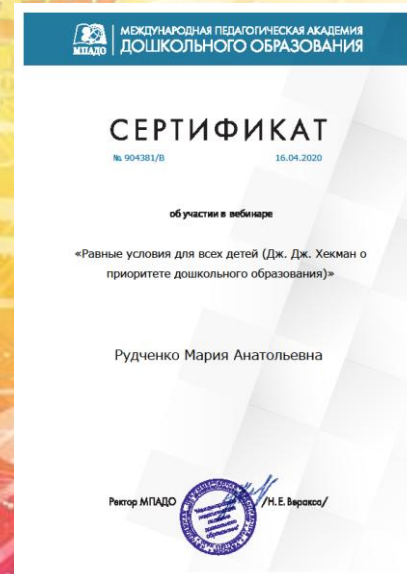 МПАДО
МЕЖДУНАРОДНАЯ ПЕДАГОГИЧЕСКАЯ АКАДЕМИЯ
ДОШКОЛЬНОГО ОБРАЗОВАНИЯ
СЕРТИФИКАТ
№ 904381/В 16.04.2020
об участии в вебинаре
«Равные условия для всех детей (Дж. Дж. Хекман о
приоритете дошкольного образования)»
Рудченко Мария Анатольевна
Ректор МПАДО /Н. Е. Веракса/